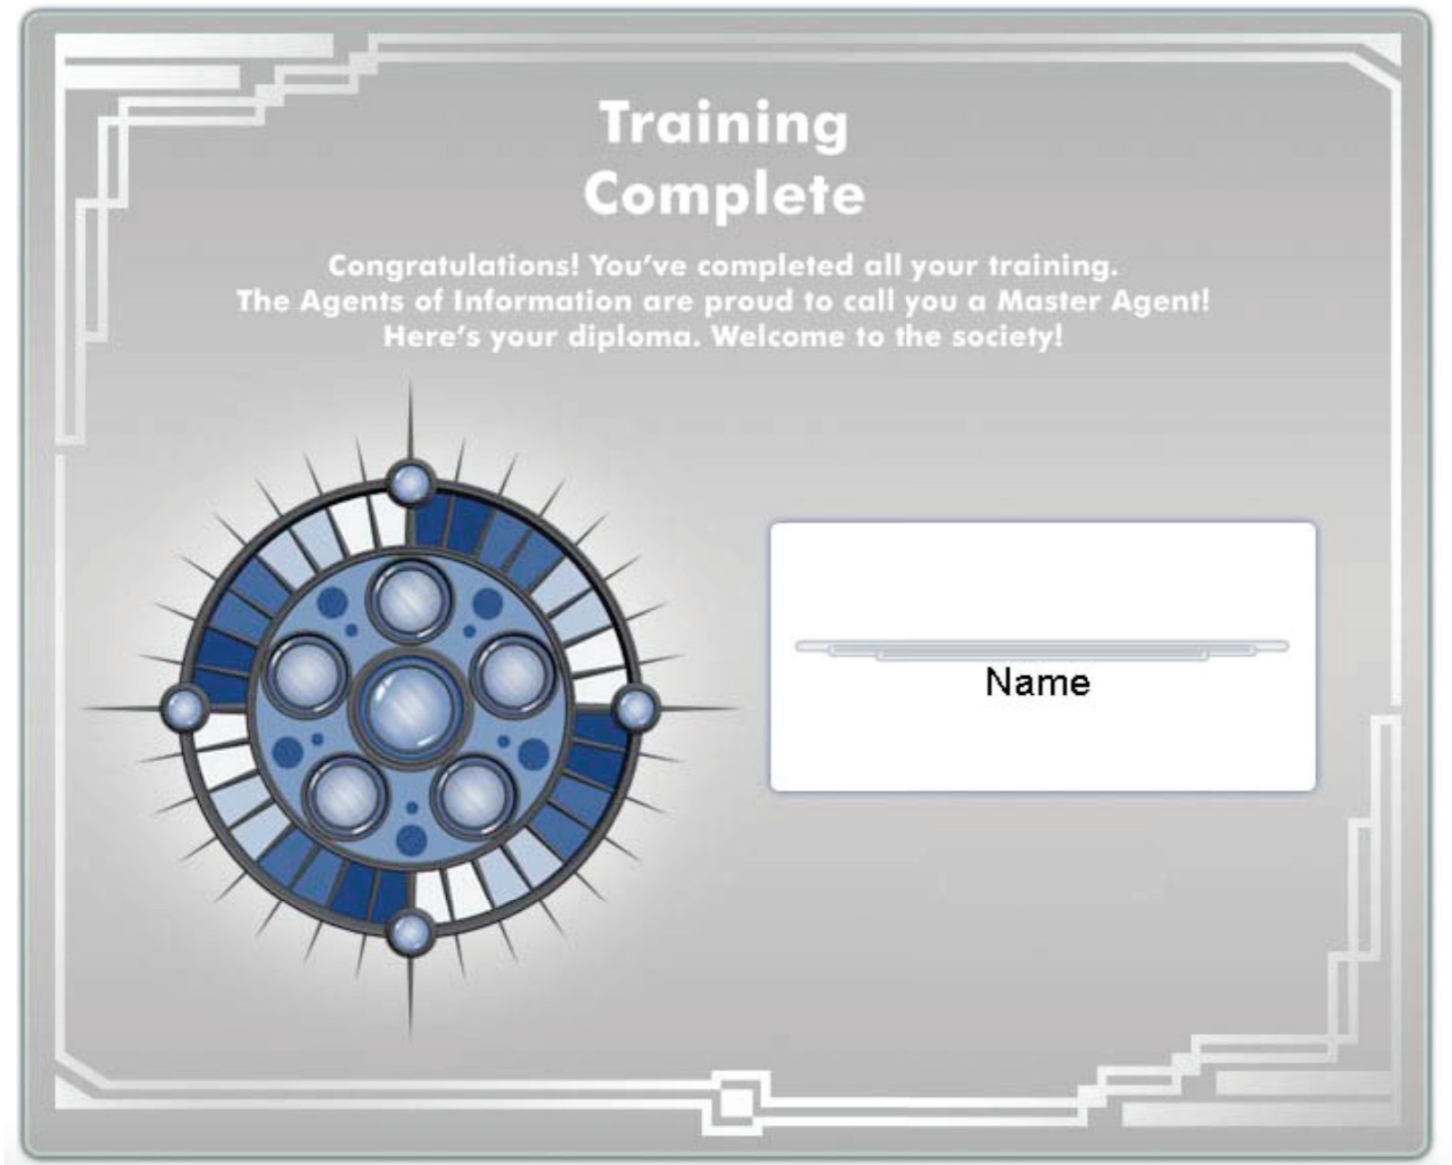 Training
Complete
Congratulations! You've completed all your training.
The Agents of Information are proud to call you a Master Agent!
Here's your diploma. Welcome to the society!
Name